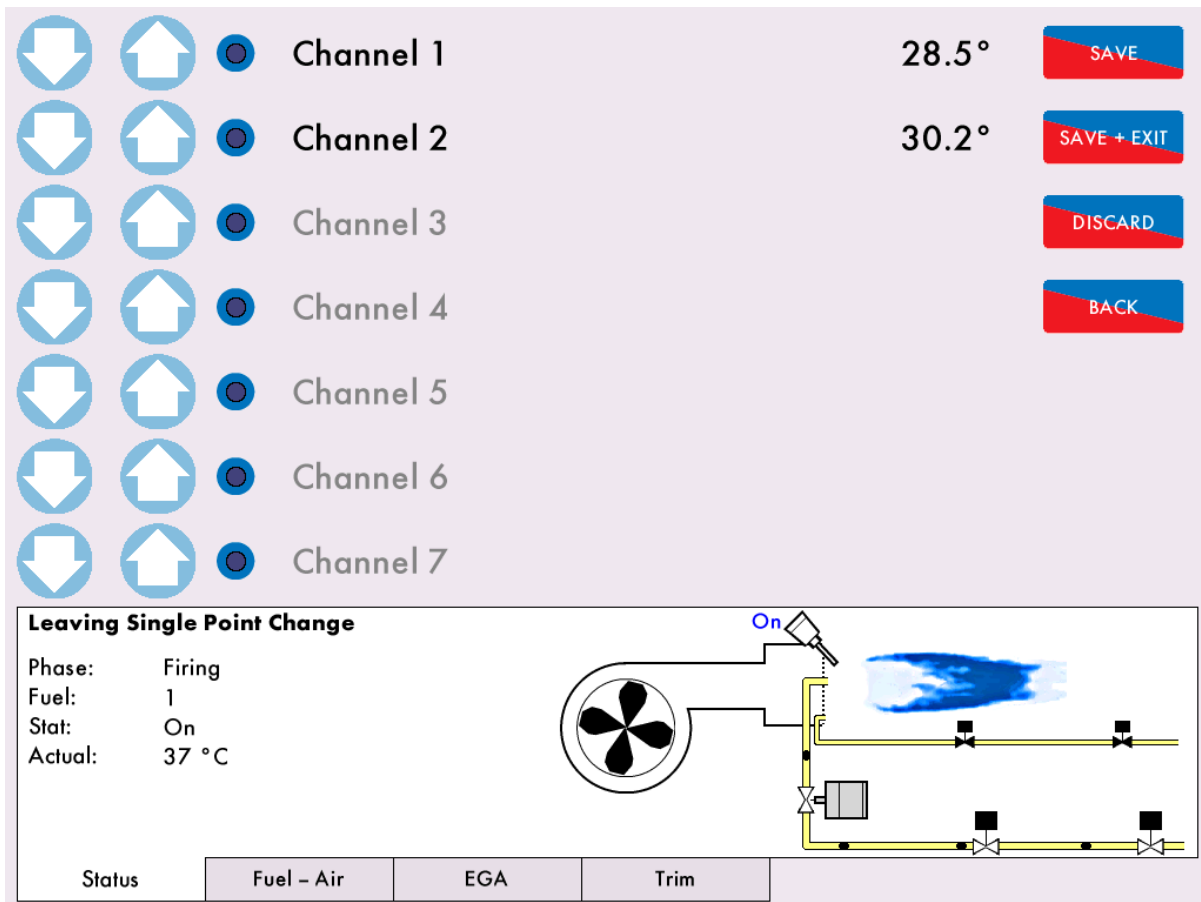 Channel 1 28.5° SAVE
Channel 2 30.2° SAVE + EXIT
Channel 3 DISCARD
Channel 4 BACK
Channel 5
Channel 6
Channel 7
Leaving Single Point Change
On
Phase: Firing
Fuel: 1
Stat: On
Actual: 37 °C
Status Fuel – Air EGA Trim